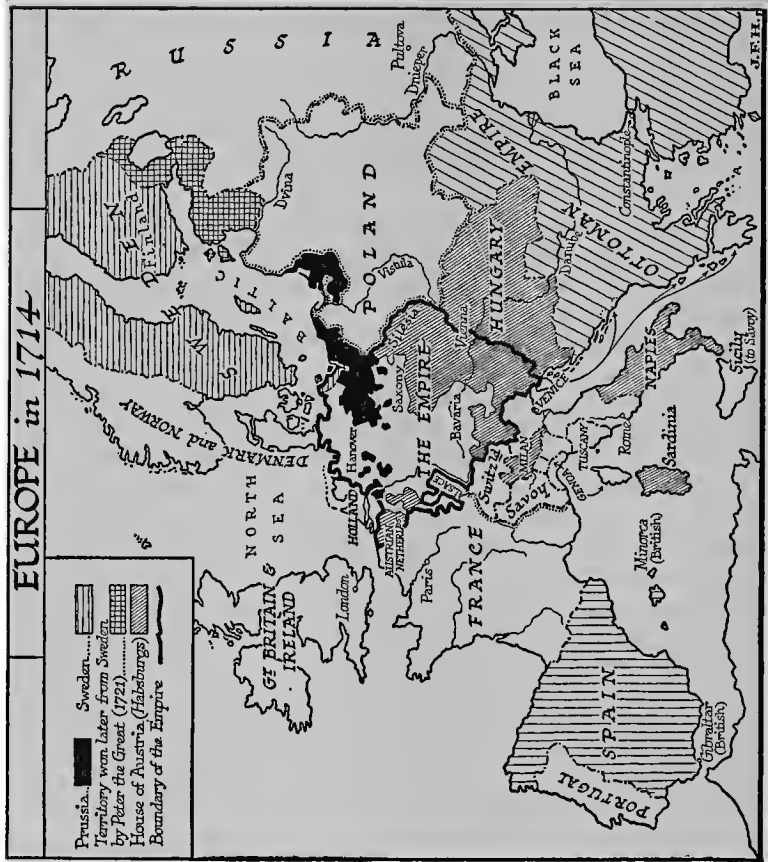 EUROPE in 1714
Prussia... Sweden....
Territory won later from Sweden
by Peter the Great (1721)........
House of Austria (Habsburgs)
Boundary of the Empire
RUSSIA
SWEDEN
Finland
DENMARK and NORWAY
BALTIC
NORTH
SEA
Dvina
Pultova
Dnieper
POLAND
Vistula
GT BRITAIN &
IRELAND
London
HOLLAND
Hanover
AUSTRIAN
NETHERLDS
Saxony
Silesia
THE EMPIRE
Paris
FRANCE
ALSACE
Bavaria
Vienna
HUNGARY
Danube
Switzld
Savoy
MILAN
VENICE
GENOA
TUSCANY
Rome
NAPLES
Sardinia
Sicily
(to Savoy)
OTTOMAN EMPIRE
BLACK
SEA
Constantinople
PORTUGAL
SPAIN
Minorca
(British)
Gibraltar
(British)
J.F.H.